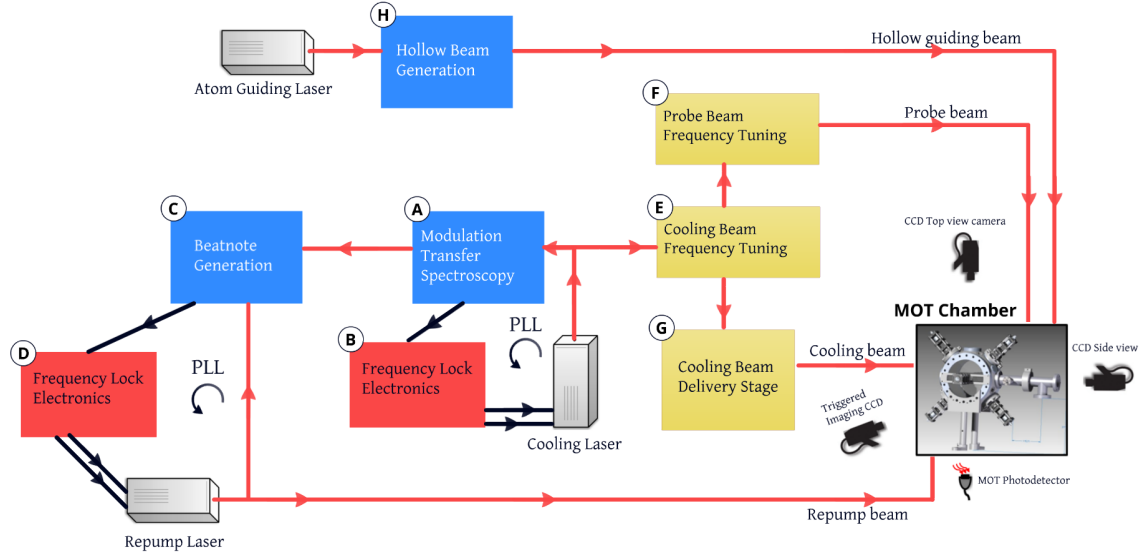 H
Hollow Beam
Generation
Atom Guiding Laser
Hollow guiding beam
F
Probe Beam
Frequency Tuning
Probe beam
C
Beatnote
Generation
A
Modulation
Transfer
Spectroscopy
E
Cooling Beam
Frequency Tuning
CCD Top view camera
MOT Chamber
D
Frequency Lock
Electronics
PLL
B
Frequency Lock
Electronics
PLL
Cooling Laser
G
Cooling Beam
Delivery Stage
Cooling beam
CCD Side view
Triggered
Imaging CCD
MOT Photodetector
Repump Laser
Repump beam